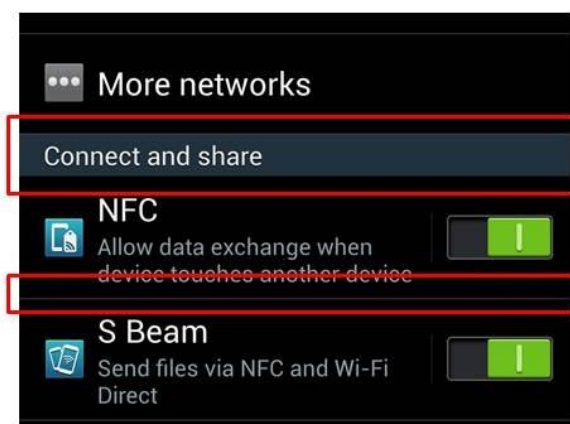 More networks
Connect and share
NFC
Allow data exchange when
device touches another device
S Beam
Send files via NFC and Wi-Fi
Direct